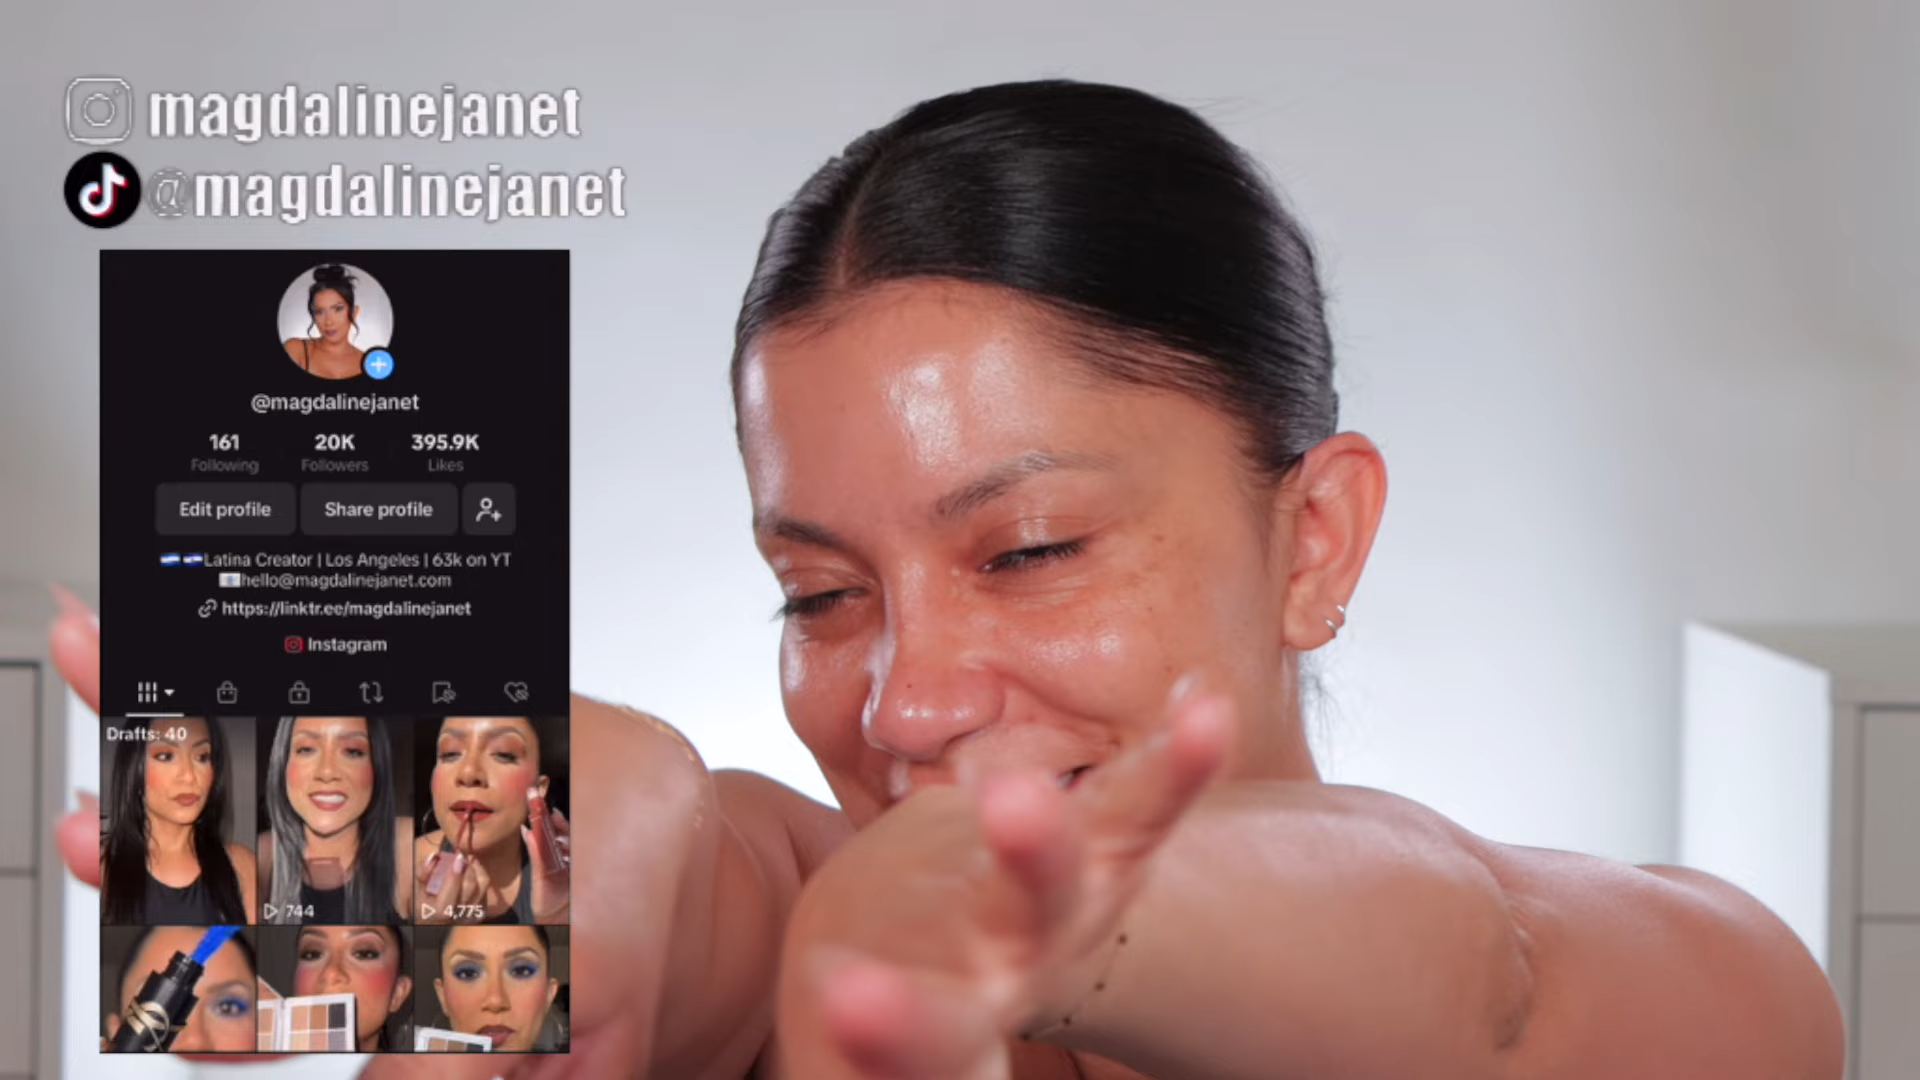 magdalinejanet
@magdalinejanet
@magdalinejanet
161 20K 395.9K
Following Followers Likes
Edit profile Share profile
Latina Creator | Los Angeles | 63k on YT
hello@magdalinejanet.com
https://linktr.ee/magdalinejanet
Instagram
Drafts: 40
744 4,775